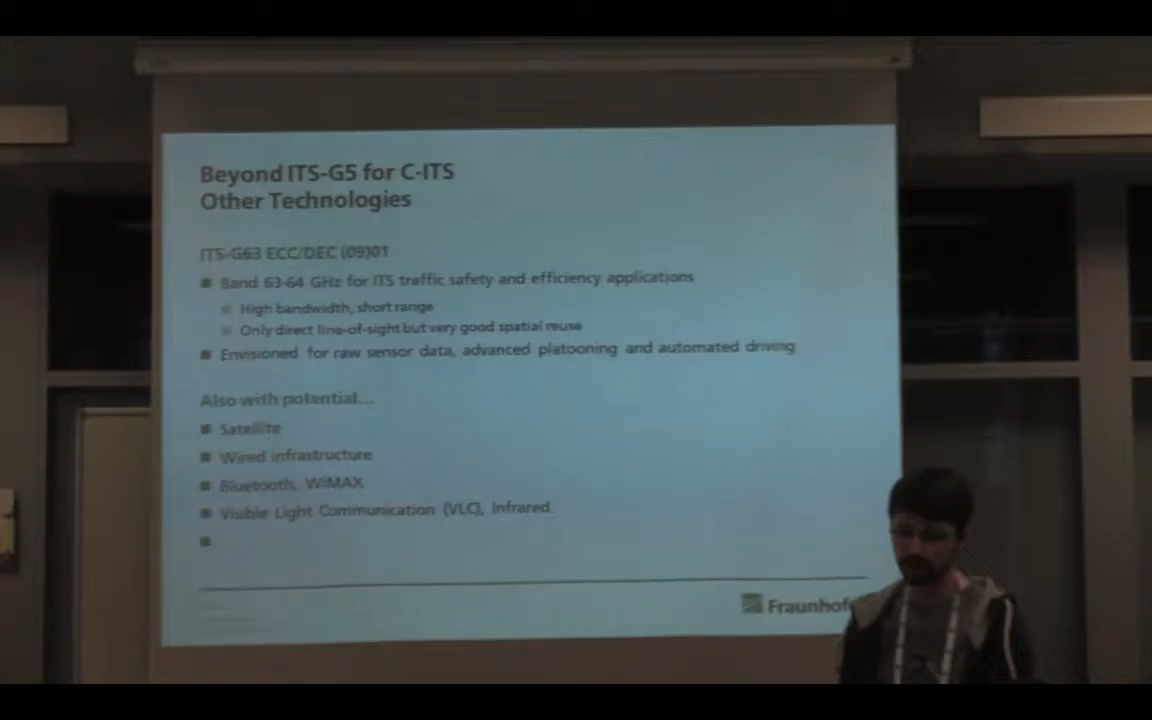 Beyond ITS-G5 for C-ITS
Other Technologies
ITS-G63 ECC/DEC (09)01
Band 63-64 GHz for ITS traffic safety and efficiency applications
High bandwidth, short range
Only direct line-of-sight but very good spatial reuse
Envisioned for raw sensor data, advanced platooning and automated driving
Also with potential...
Satellite
Wired infrastructure
Bluetooth, WiMAX
Visible Light Communication (VLC), Infrared
Fraunhof